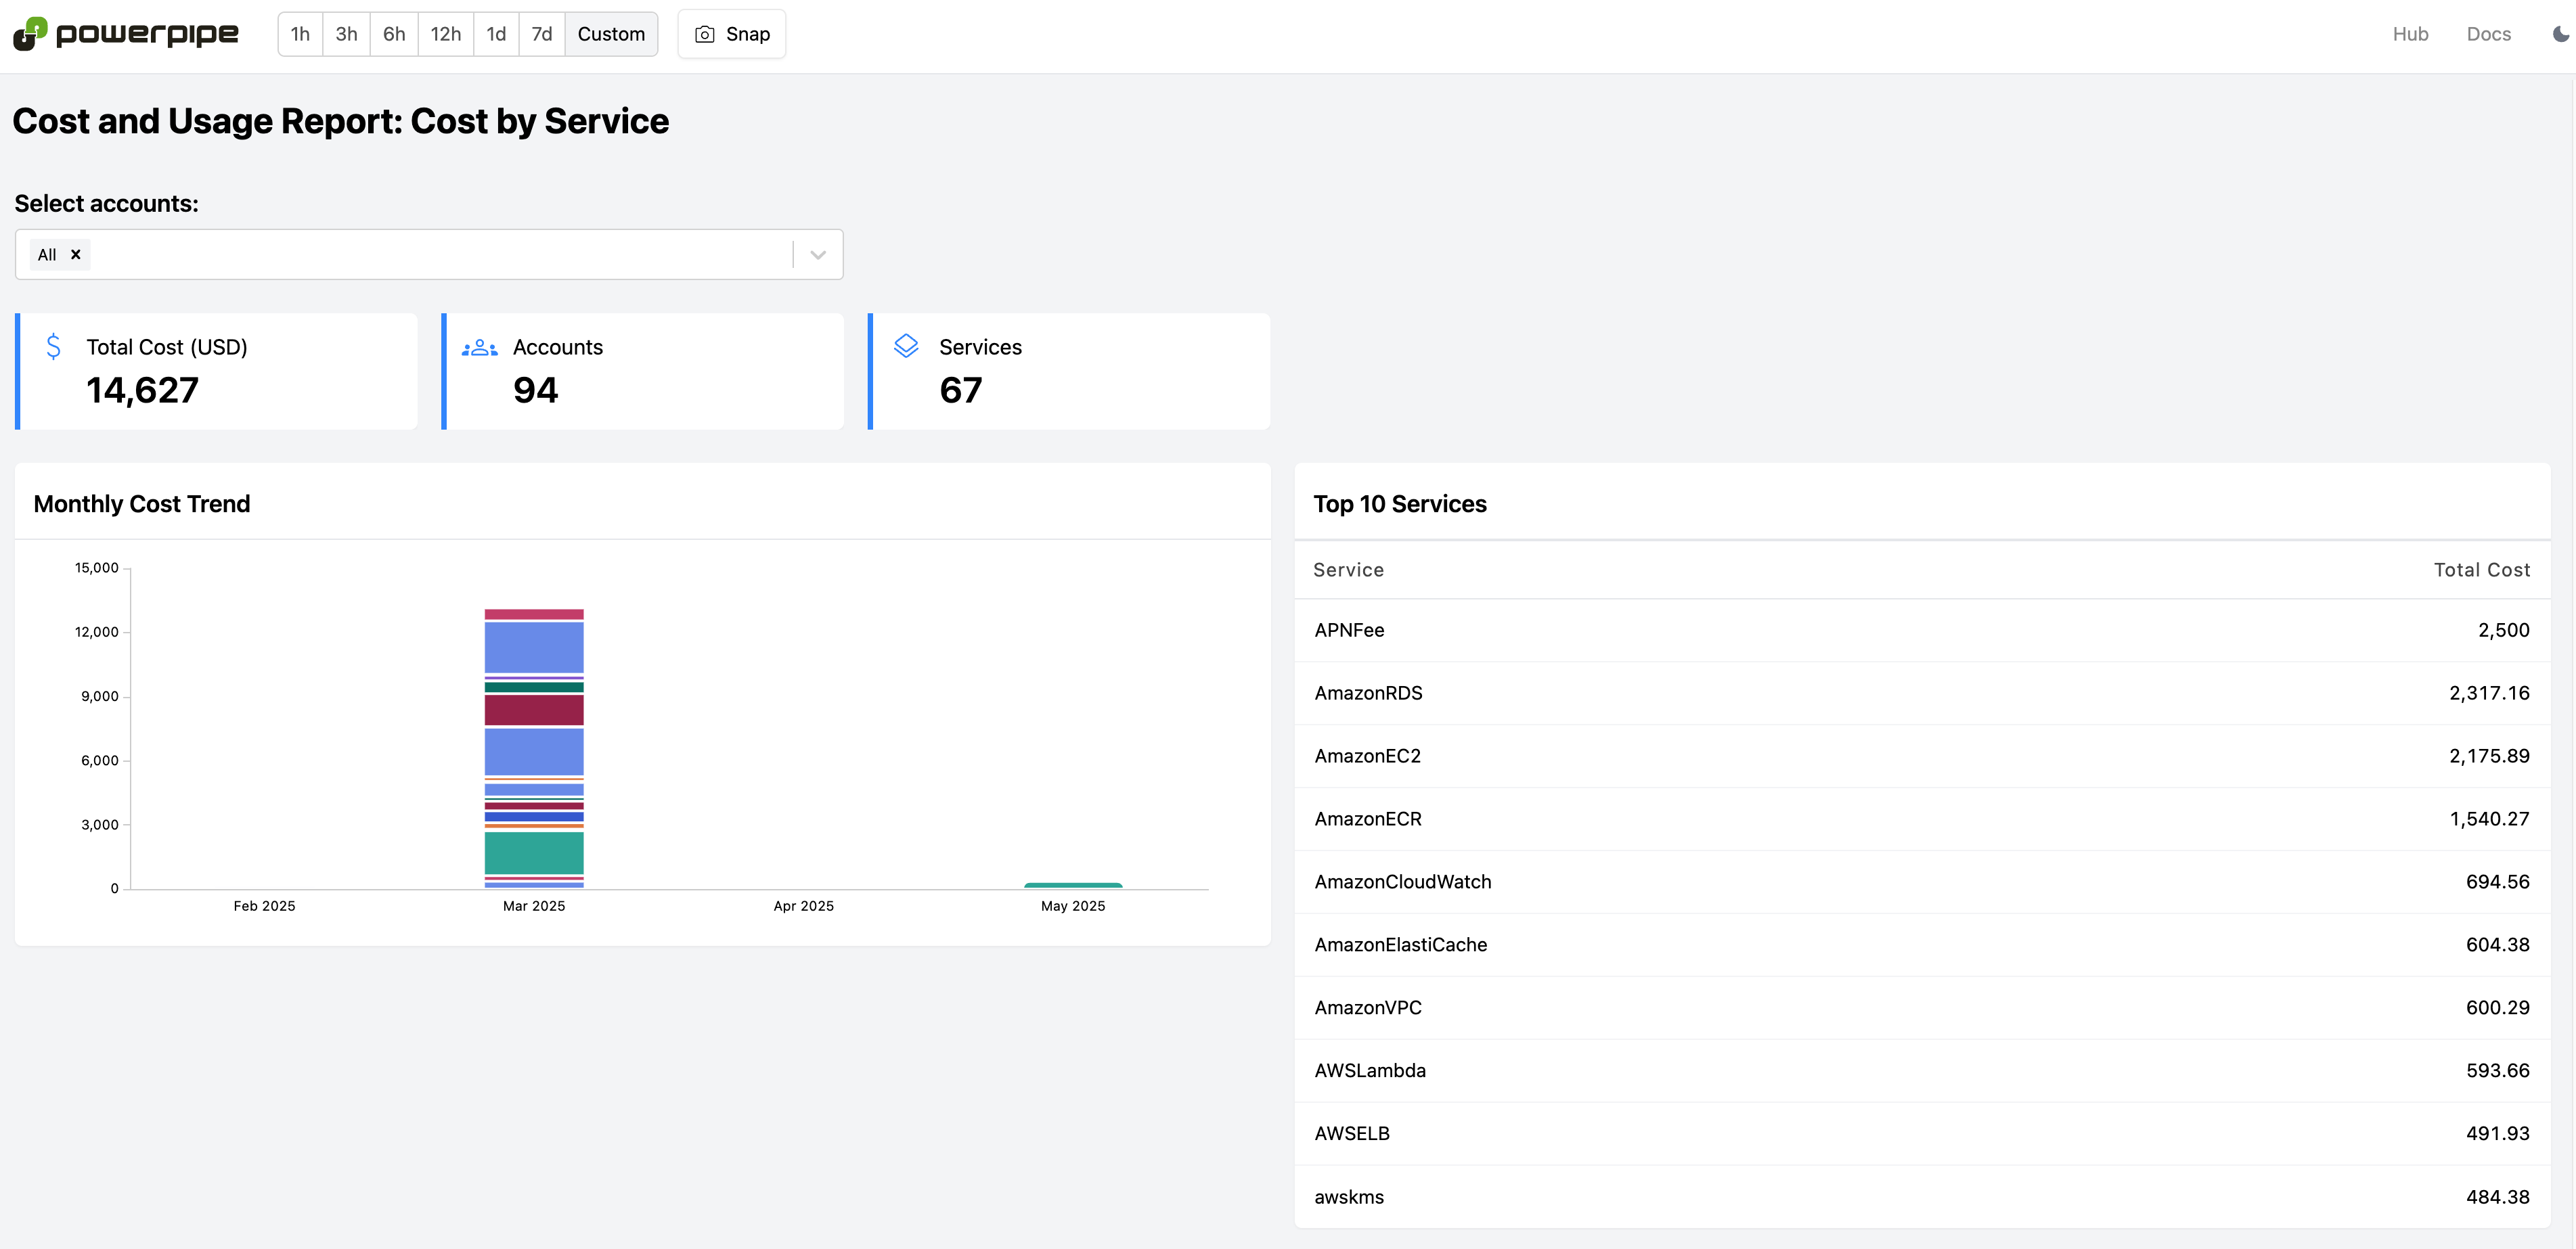 powerpipe
1h 3h 6h 12h 1d 7d Custom Snap Hub Docs
Cost and Usage Report: Cost by Service
Select accounts:
All
Total Cost (USD)
14,627
Accounts
94
Services
67
Monthly Cost Trend
15,000
12,000
9,000
6,000
3,000
0
Feb 2025 Mar 2025 Apr 2025 May 2025
Top 10 Services
Service Total Cost
APNFee 2,500
AmazonRDS 2,317.16
AmazonEC2 2,175.89
AmazonECR 1,540.27
AmazonCloudWatch 694.56
AmazonElastiCache 604.38
AmazonVPC 600.29
AWSLambda 593.66
AWSELB 491.93
awskms 484.38